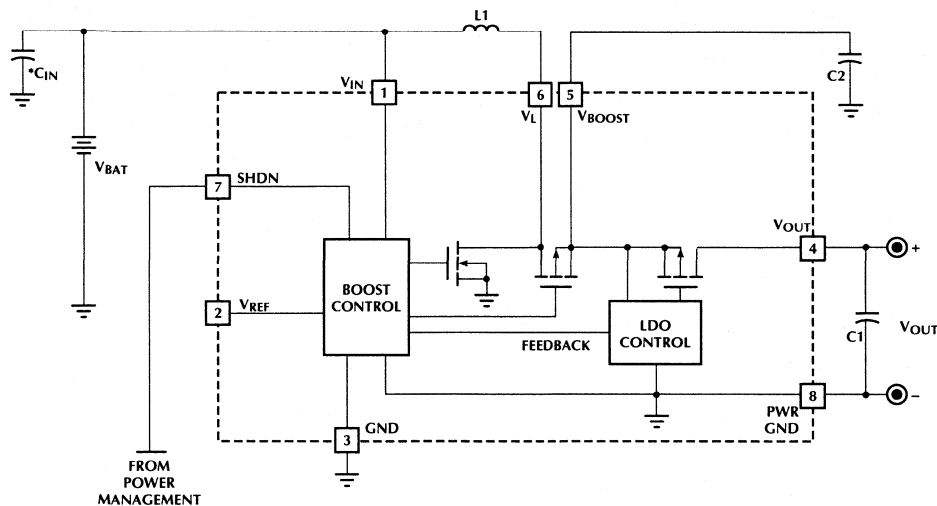 L1
*CIN
VIN
1
6
5
VL
VBOOST
C2
VBAT
7
SHDN
VOUT
4
+
BOOST
CONTROL
2
VREF
LDO
CONTROL
FEEDBACK
C1
VOUT
8
–
PWR
GND
GND
3
FROM
POWER
MANAGEMENT